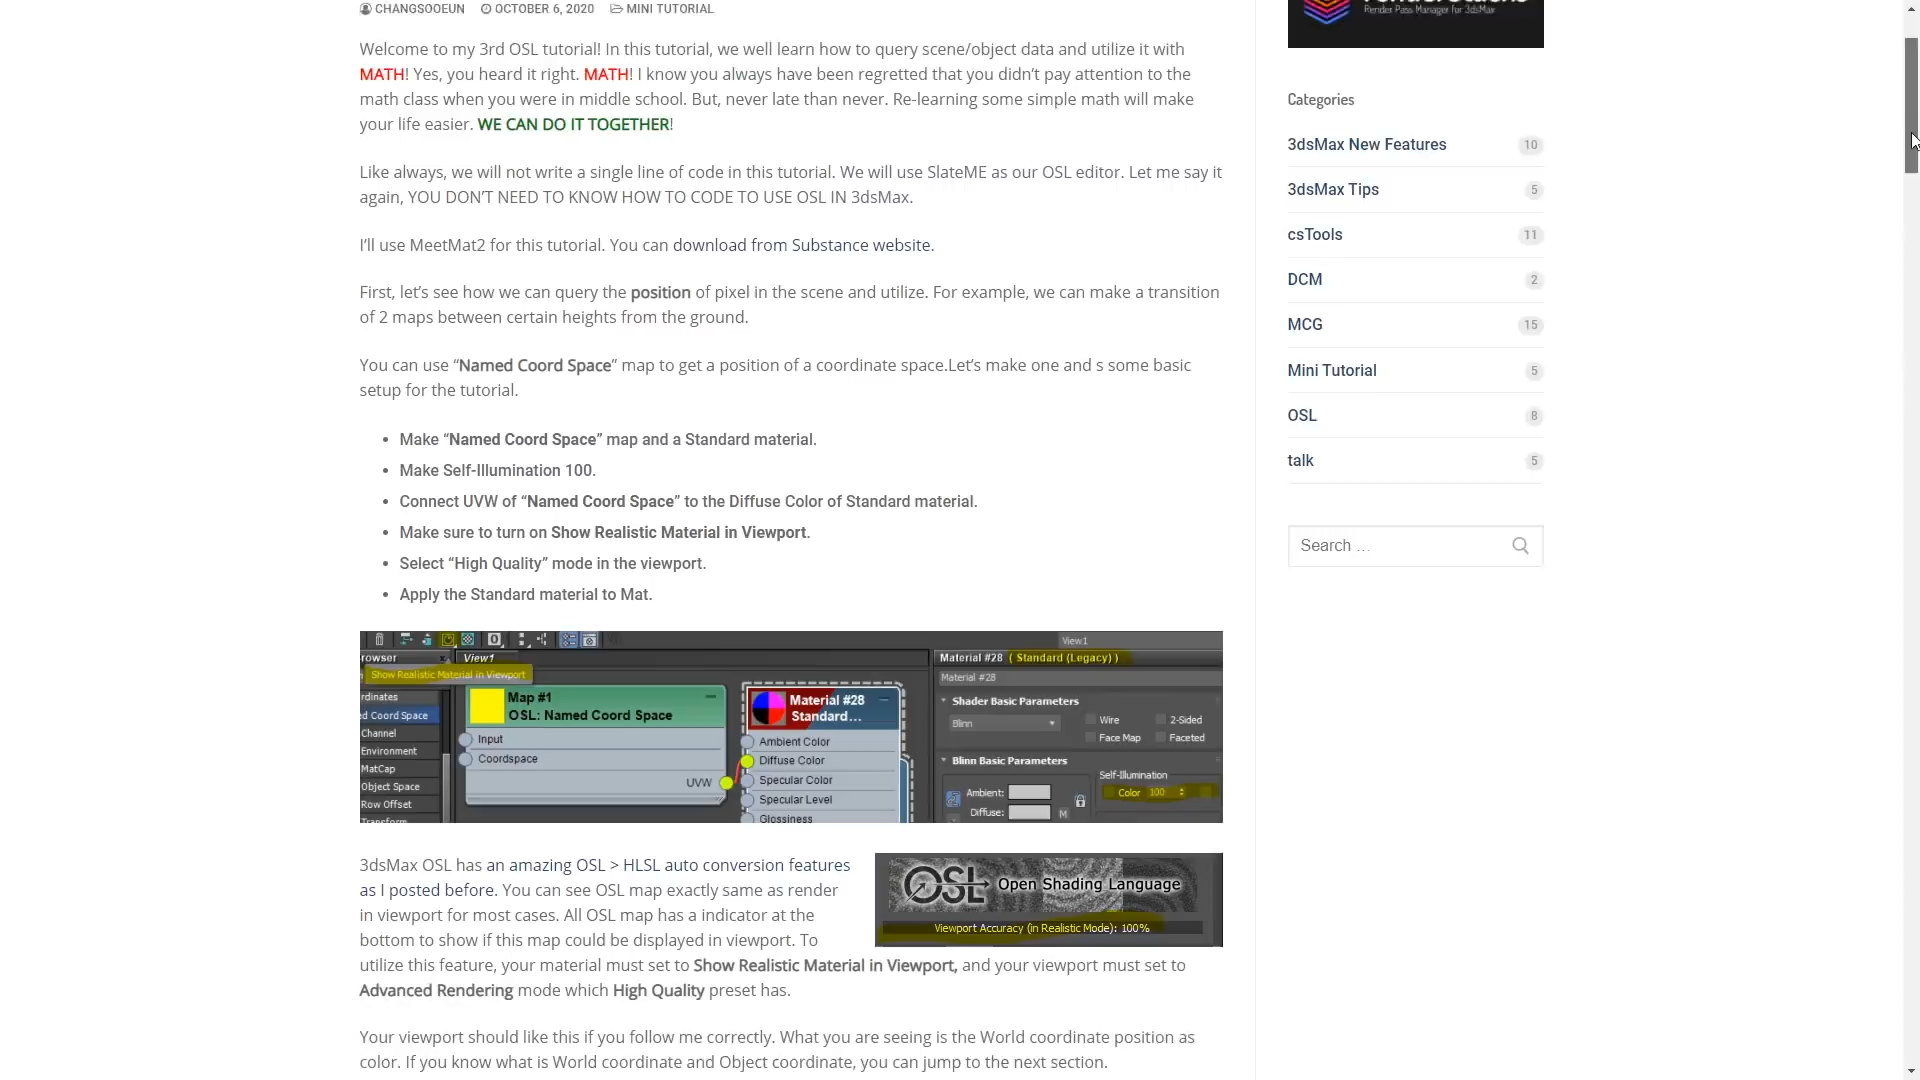 Render Pass Manager for 3dsMax
CHANGSOOEUN OCTOBER 6, 2020 MINI TUTORIAL
Welcome to my 3rd OSL tutorial! In this tutorial, we well learn how to query scene/object data and utilize it with
MATH! Yes, you heard it right. MATH! I know you always have been regretted that you didn’t pay attention to the
math class when you were in middle school. But, never late than never. Re-learning some simple math will make
your life easier. WE CAN DO IT TOGETHER!
Like always, we will not write a single line of code in this tutorial. We will use SlateME as our OSL editor. Let me say it
again, YOU DON’T NEED TO KNOW HOW TO CODE TO USE OSL IN 3dsMax.
I’ll use MeetMat2 for this tutorial. You can download from Substance website.
First, let’s see how we can query the position of pixel in the scene and utilize. For example, we can make a transition
of 2 maps between certain heights from the ground.
You can use “Named Coord Space” map to get a position of a coordinate space.Let’s make one and s some basic
setup for the tutorial.
• Make “Named Coord Space” map and a Standard material.
• Make Self-Illumination 100.
• Connect UVW of “Named Coord Space” to the Diffuse Color of Standard material.
• Make sure to turn on Show Realistic Material in Viewport.
• Select “High Quality” mode in the viewport.
• Apply the Standard material to Mat.
View1
rowser x View1
Material #28 ( Standard (Legacy) )
Show Realistic Material in Viewport
Material #28
rdinates
ed Coord Space
Channel
Environment
MatCap
Object Space
Row Offset
Transform
Map #1
OSL: Named Coord Space
Input
Coordspace
UVW
Material #28
Standard...
Ambient Color
Diffuse Color
Specular Color
Specular Level
Glossiness
Shader Basic Parameters
Blinn
Wire 2-Sided
Face Map Faceted
Blinn Basic Parameters
Self-Illumination
Ambient:
Color 100
Diffuse: M
3dsMax OSL has an amazing OSL > HLSL auto conversion features
as I posted before. You can see OSL map exactly same as render
in viewport for most cases. All OSL map has a indicator at the
bottom to show if this map could be displayed in viewport. To
utilize this feature, your material must set to Show Realistic Material in Viewport, and your viewport must set to
Advanced Rendering mode which High Quality preset has.
OSL Open Shading Language
Viewport Accuracy (in Realistic Mode): 100%
Your viewport should like this if you follow me correctly. What you are seeing is the World coordinate position as
color. If you know what is World coordinate and Object coordinate, you can jump to the next section.
Categories
3dsMax New Features 10
3dsMax Tips 5
csTools 11
DCM 2
MCG 15
Mini Tutorial 5
OSL 8
talk 5
Search …